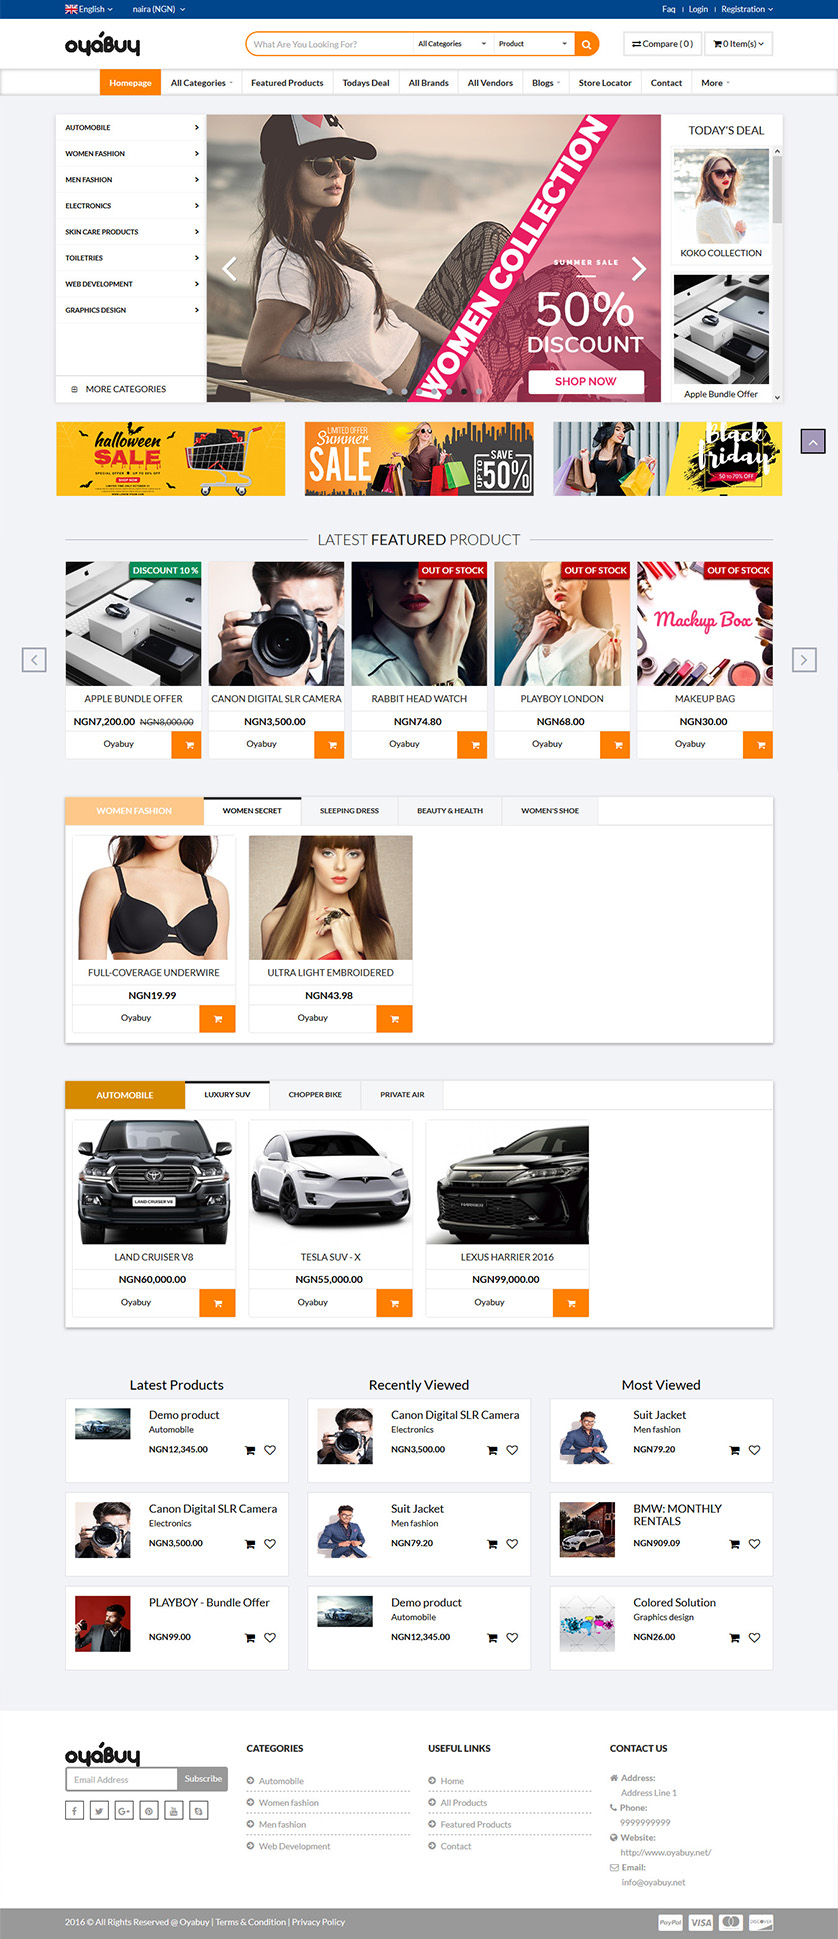 English naira (NGN) Faq Login Registration
oyaBuy What Are You Looking For? All Categories Product Compare ( 0 ) 0 Item(s)
Homepage All Categories Featured Products Todays Deal All Brands All Vendors Blogs Store Locator Contact More
AUTOMOBILE
WOMEN FASHION
MEN FASHION
ELECTRONICS
SKIN CARE PRODUCTS
TOILETRIES
WEB DEVELOPMENT
GRAPHICS DESIGN
MORE CATEGORIES
WOMEN COLLECTION
SUMMER SALE
50%
DISCOUNT
SHOP NOW
TODAY'S DEAL
KOKO COLLECTION
Apple Bundle Offer
halloween
SALE
SPECIAL OFFER UP TO 50% OFF
SHOP NOW
LIMITED OFFER
Summer
SALE
UP TO
SAVE
50%
Black
friday
50 to 70% OFF
LATEST FEATURED PRODUCT
DISCOUNT 10 % OUT OF STOCK OUT OF STOCK OUT OF STOCK
Mackup Box
APPLE BUNDLE OFFER CANON DIGITAL SLR CAMERA RABBIT HEAD WATCH PLAYBOY LONDON MAKEUP BAG
NGN7,200.00 NGN8,000.00 NGN3,500.00 NGN74.80 NGN68.00 NGN30.00
Oyabuy Oyabuy Oyabuy Oyabuy Oyabuy
WOMEN FASHION WOMEN SECRET SLEEPING DRESS BEAUTY & HEALTH WOMEN'S SHOE
FULL-COVERAGE UNDERWIRE ULTRA LIGHT EMBROIDERED
NGN19.99 NGN43.98
Oyabuy Oyabuy
AUTOMOBILE LUXURY SUV CHOPPER BIKE PRIVATE AIR
LAND CRUISER V8 HARRIER
LAND CRUISER V8 TESLA SUV - X LEXUS HARRIER 2016
NGN60,000.00 NGN55,000.00 NGN99,000.00
Oyabuy Oyabuy Oyabuy
Latest Products
Demo product
Automobile
NGN12,345.00
Canon Digital SLR Camera
Electronics
NGN3,500.00
PLAYBOY - Bundle Offer
NGN99.00
Recently Viewed
Canon Digital SLR Camera
Electronics
NGN3,500.00
Suit Jacket
Men fashion
NGN79.20
Demo product
Automobile
NGN12,345.00
Most Viewed
Suit Jacket
Men fashion
NGN79.20
BMW: MONTHLY
RENTALS
NGN909.09
Colored Solution
Graphics design
NGN26.00
oyaBuy
Email Address Subscribe
CATEGORIES
Automobile
Women fashion
Men fashion
Web Development
USEFUL LINKS
Home
All Products
Featured Products
Contact
CONTACT US
Address:
Address Line 1
Phone:
9999999999
Website:
http://www.oyabuy.net/
Email:
info@oyabuy.net
2016 © All Rights Reserved @ Oyabuy | Terms & Condition | Privacy Policy PayPal VISA DISCOVER